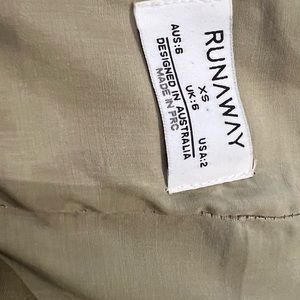 RUNAWAY
XS
AUS:6 UK:6 USA:2
DESIGNED IN AUSTRALIA
MADE IN PRC